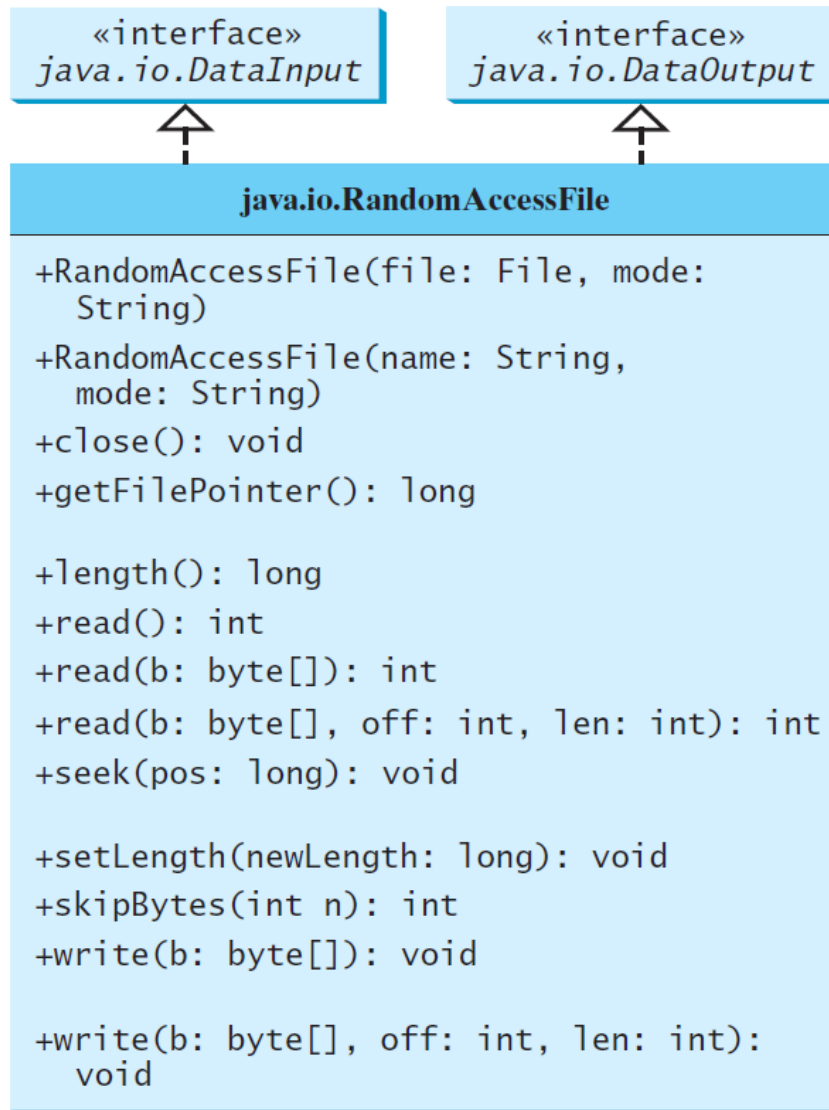 «interface»
java.io.DataInput
«interface»
java.io.DataOutput
java.io.RandomAccessFile
+RandomAccessFile(file: File, mode:
String)
+RandomAccessFile(name: String,
mode: String)
+close(): void
+getFilePointer(): long
+length(): long
+read(): int
+read(b: byte[]): int
+read(b: byte[], off: int, len: int): int
+seek(pos: long): void
+setLength(newLength: long): void
+skipBytes(int n): int
+write(b: byte[]): void
+write(b: byte[], off: int, len: int):
void